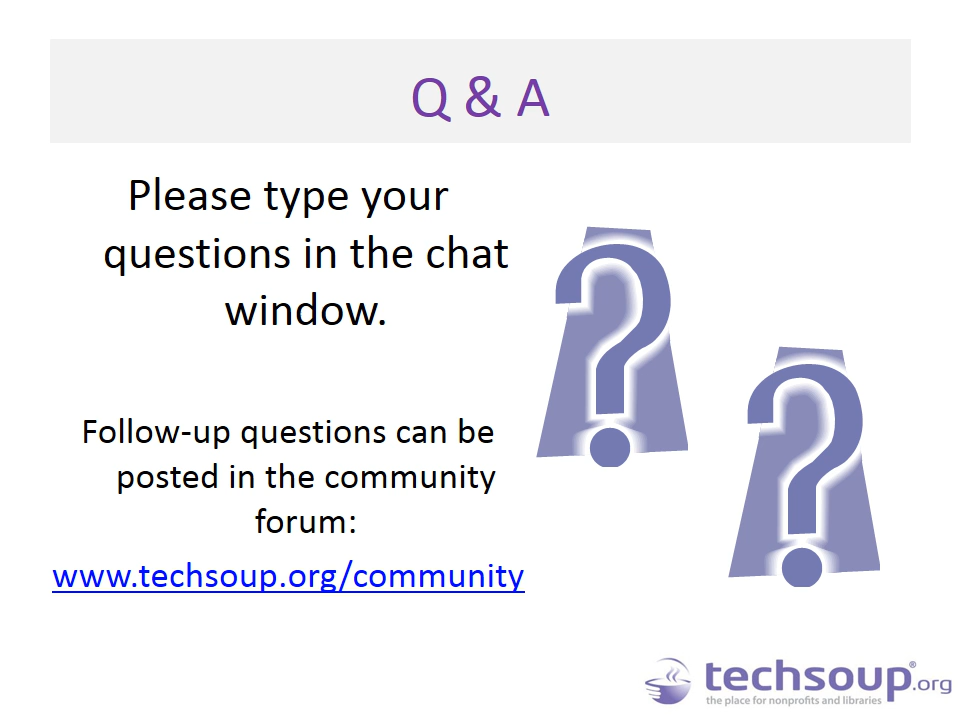 Q & A
Please type your
questions in the chat
window.
Follow-up questions can be
posted in the community
forum:
www.techsoup.org/community
techsoup®.org
the place for nonprofits and libraries